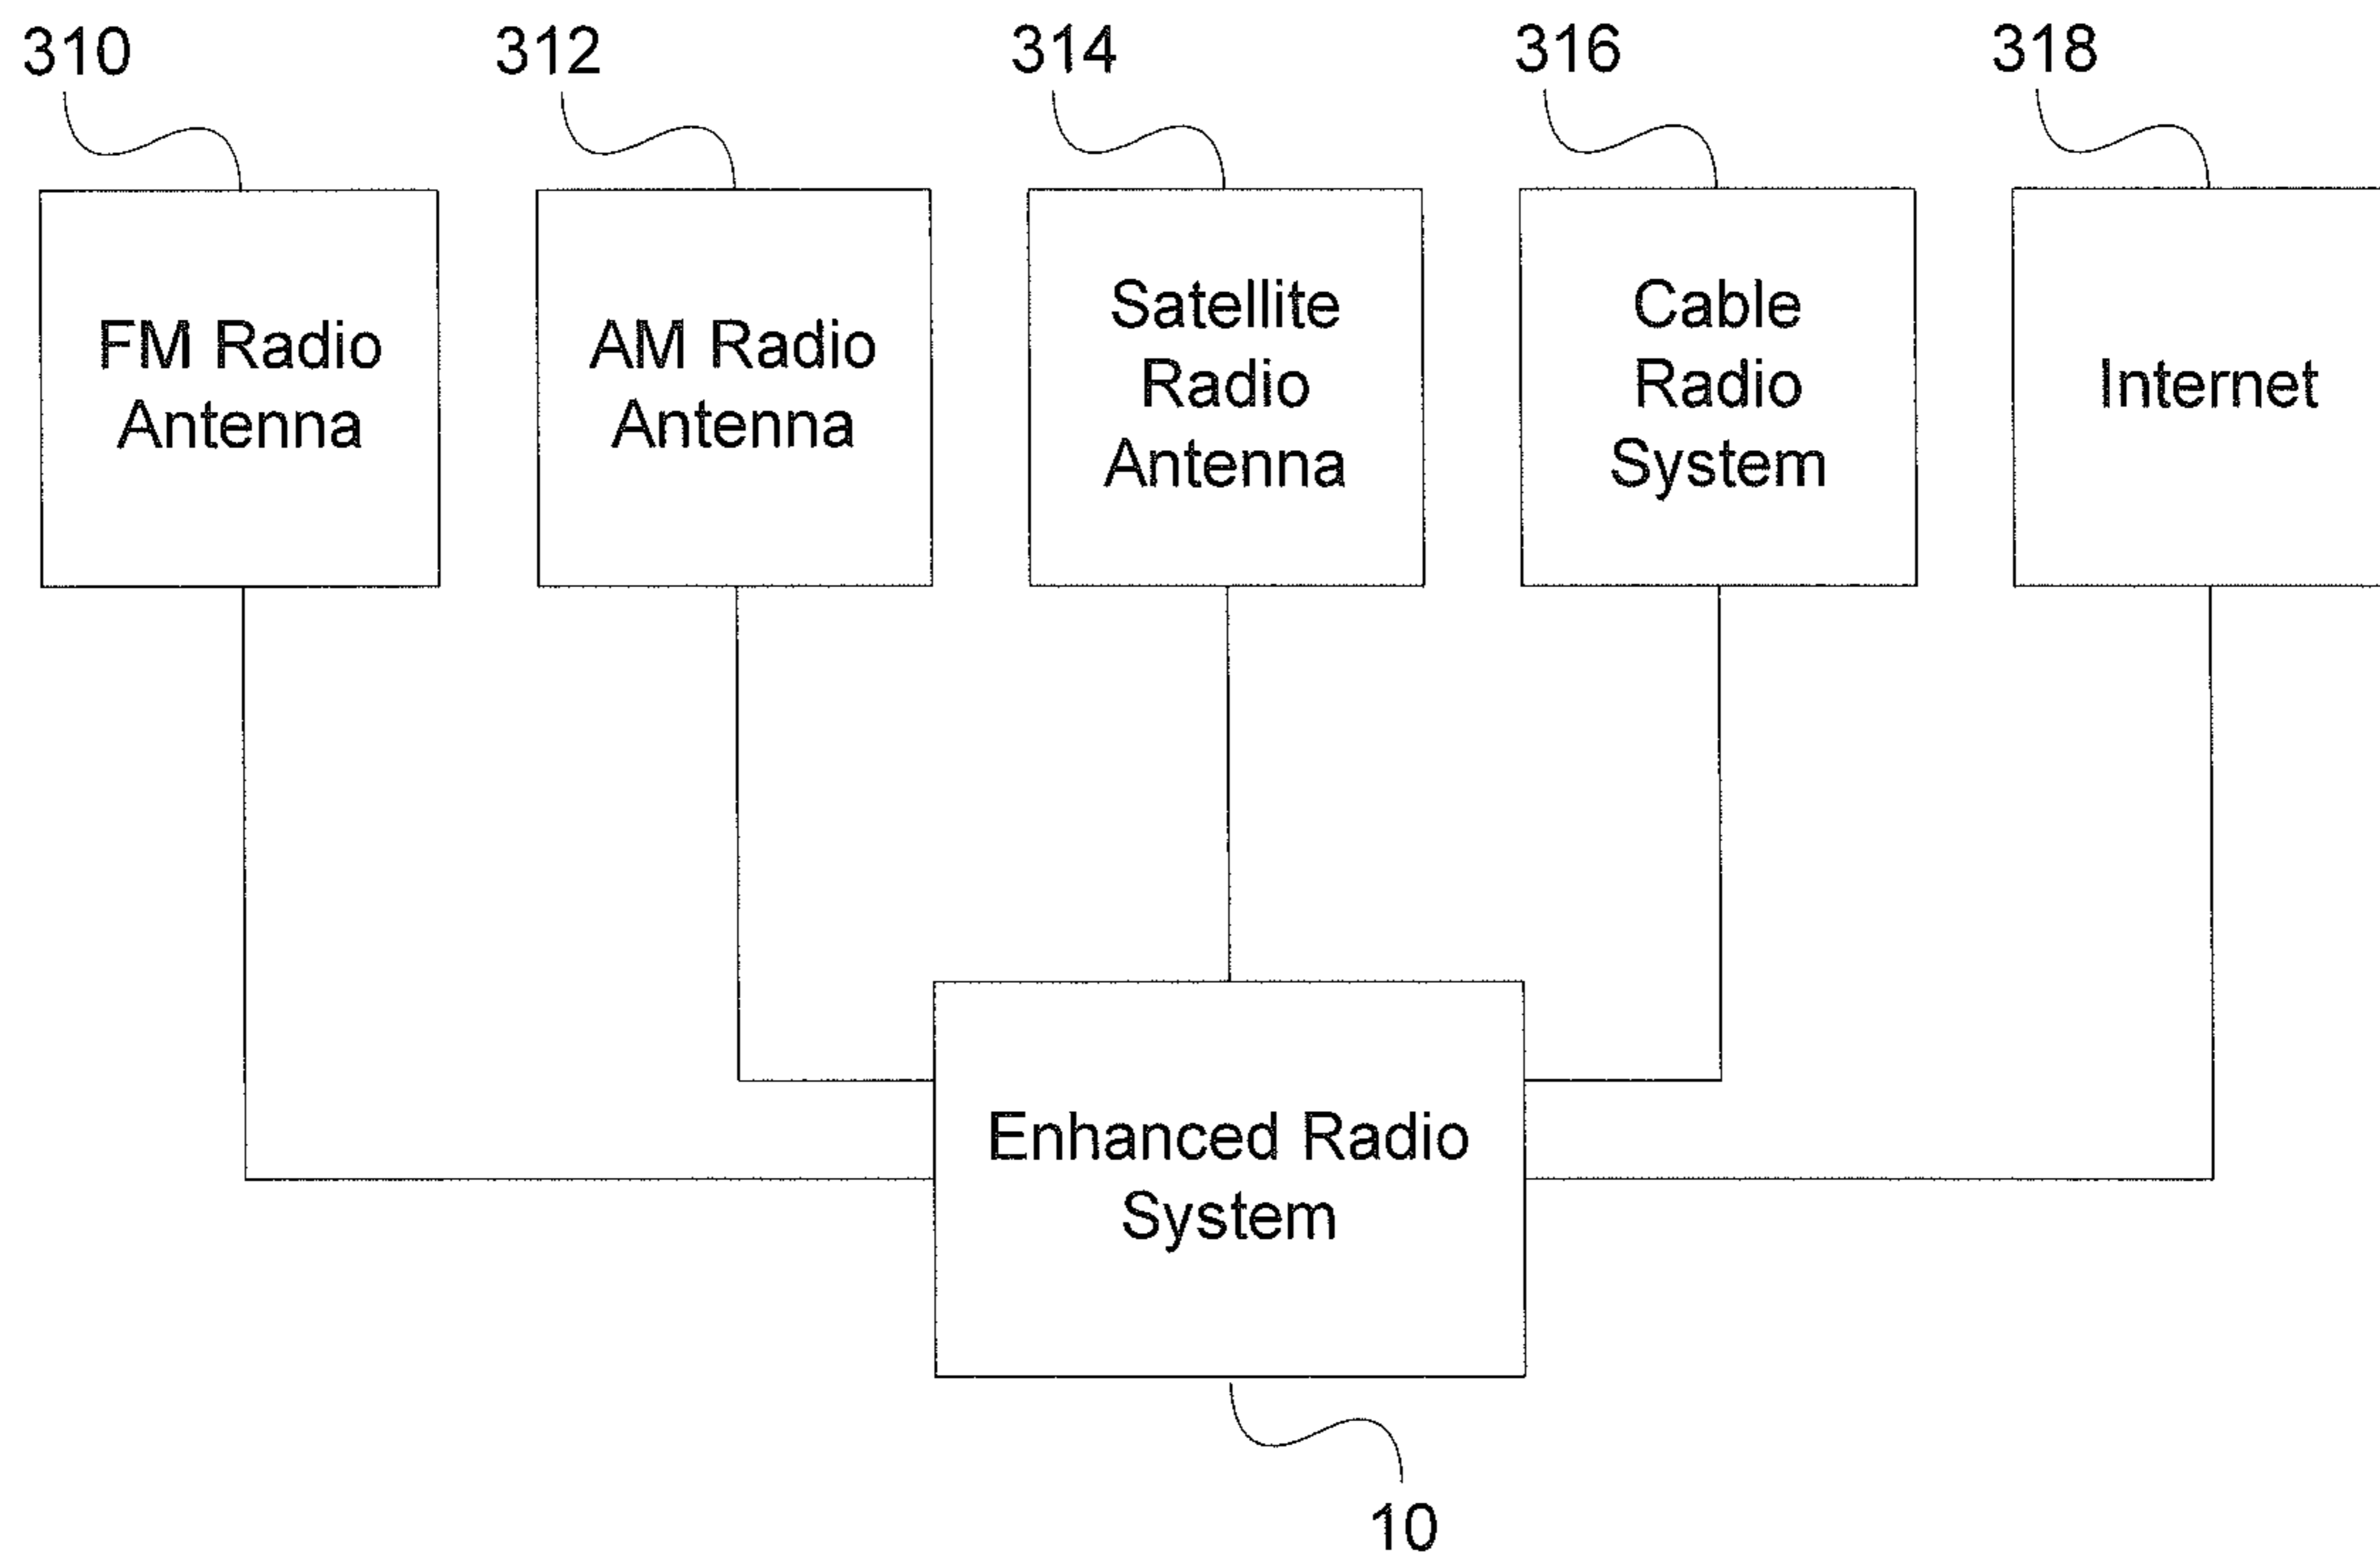 310
312
314
316
318
FM Radio
Antenna
AM Radio
Antenna
Satellite
Radio
Antenna
Cable
Radio
System
Internet
Enhanced Radio
System
10